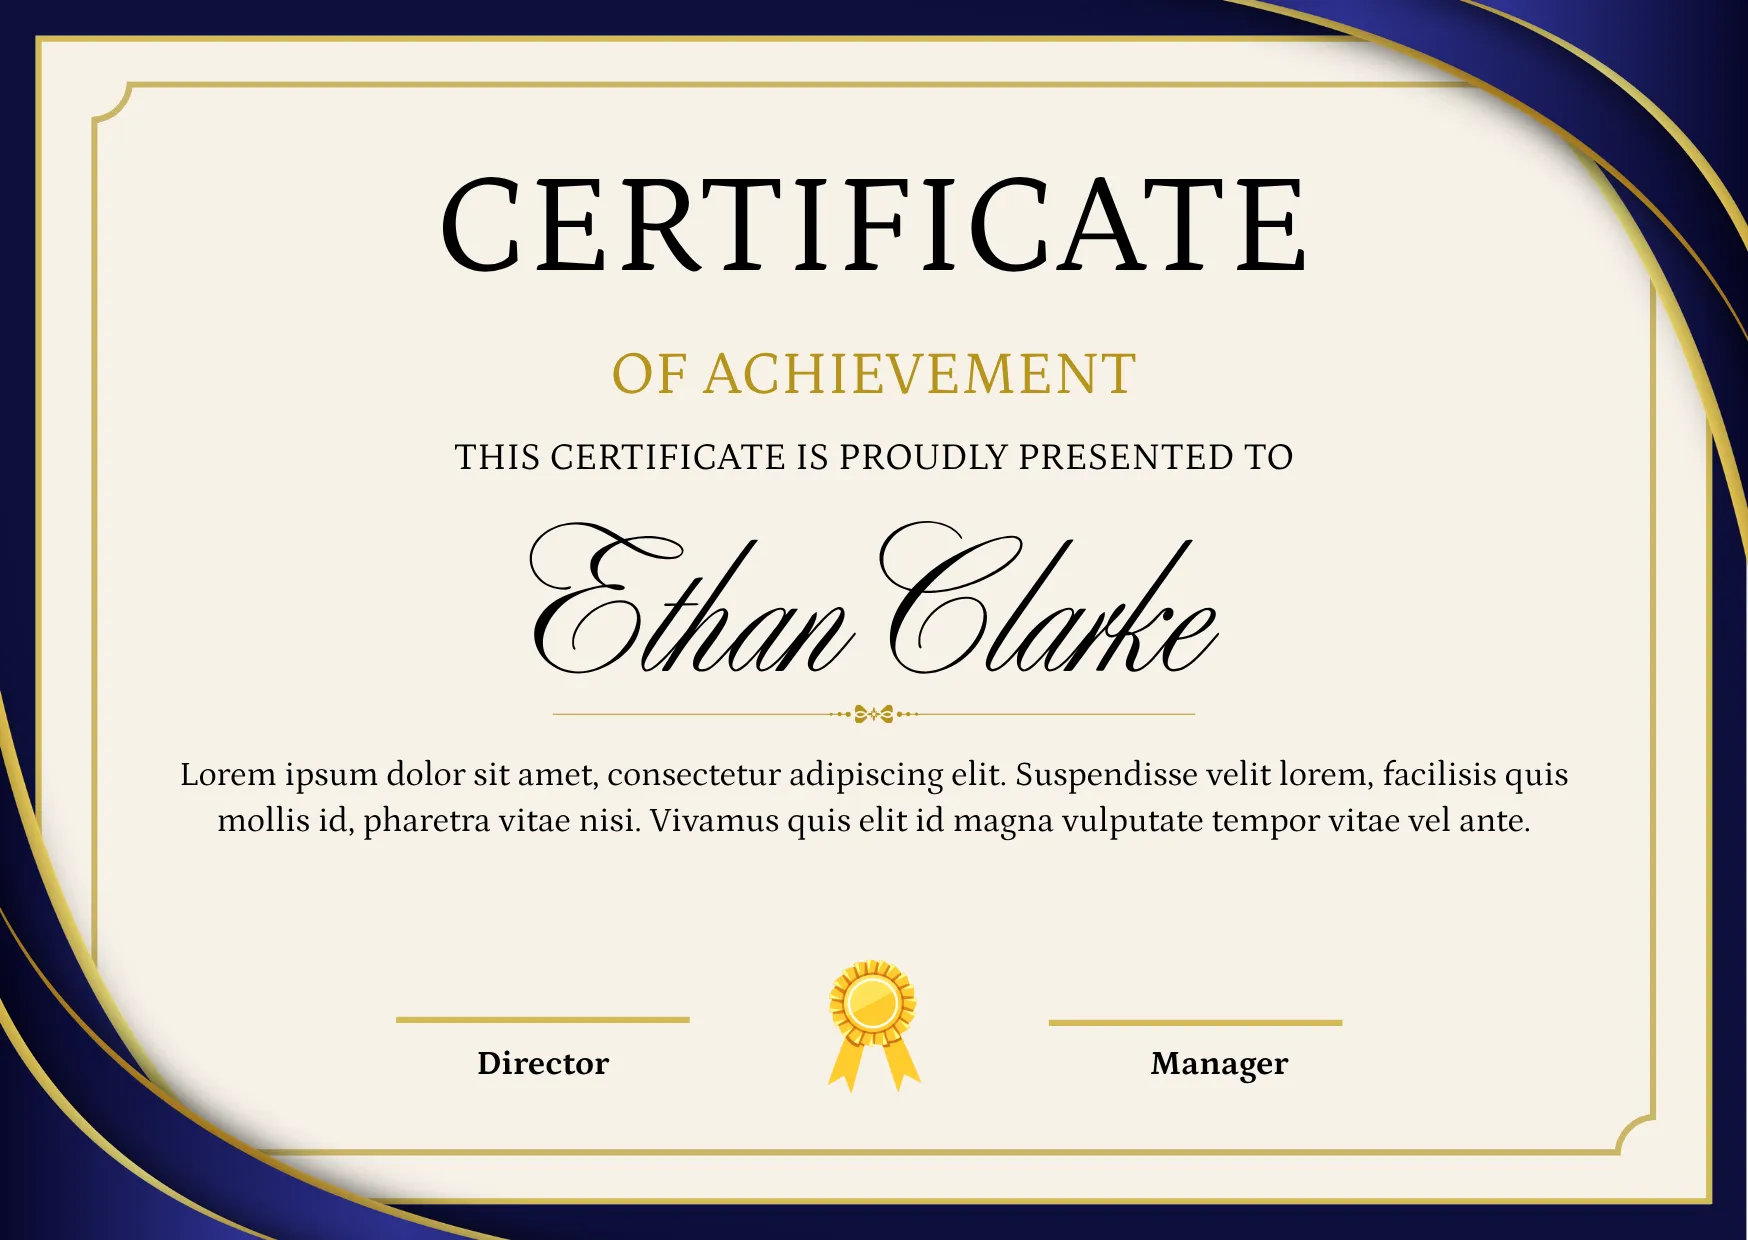 CERTIFICATE
OF ACHIEVEMENT
THIS CERTIFICATE IS PROUDLY PRESENTED TO
Ethan Clarke
Lorem ipsum dolor sit amet, consectetur adipiscing elit. Suspendisse velit lorem, facilisis quis
mollis id, pharetra vitae nisi. Vivamus quis elit id magna vulputate tempor vitae vel ante.
Director
Manager